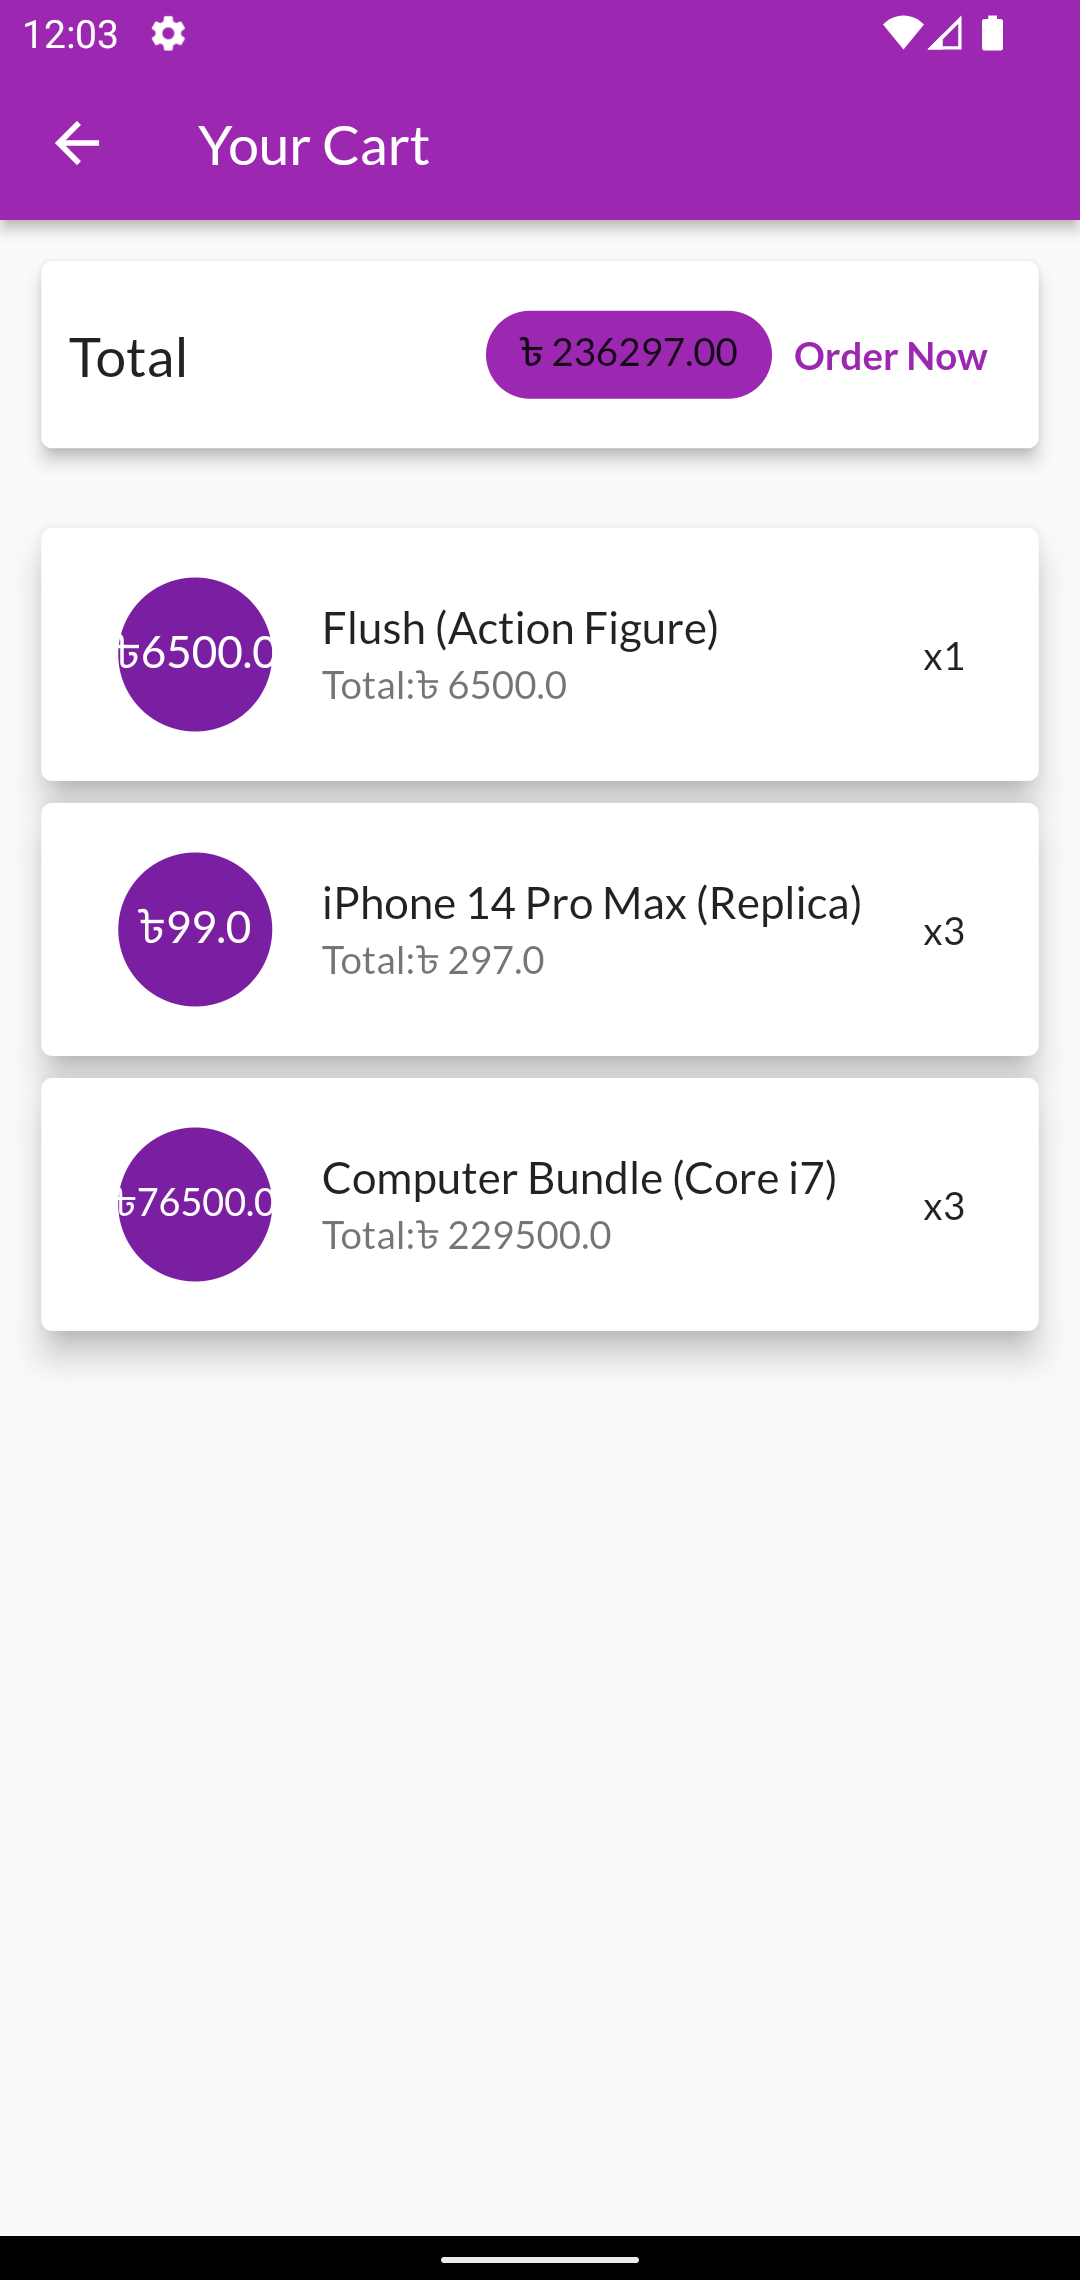 12:03
Your Cart
Total
৳ 236297.00
Order Now
৳6500.0
Flush (Action Figure)
Total:৳ 6500.0
x1
৳99.0
iPhone 14 Pro Max (Replica)
Total:৳ 297.0
x3
৳76500.0
Computer Bundle (Core i7)
Total:৳ 229500.0
x3